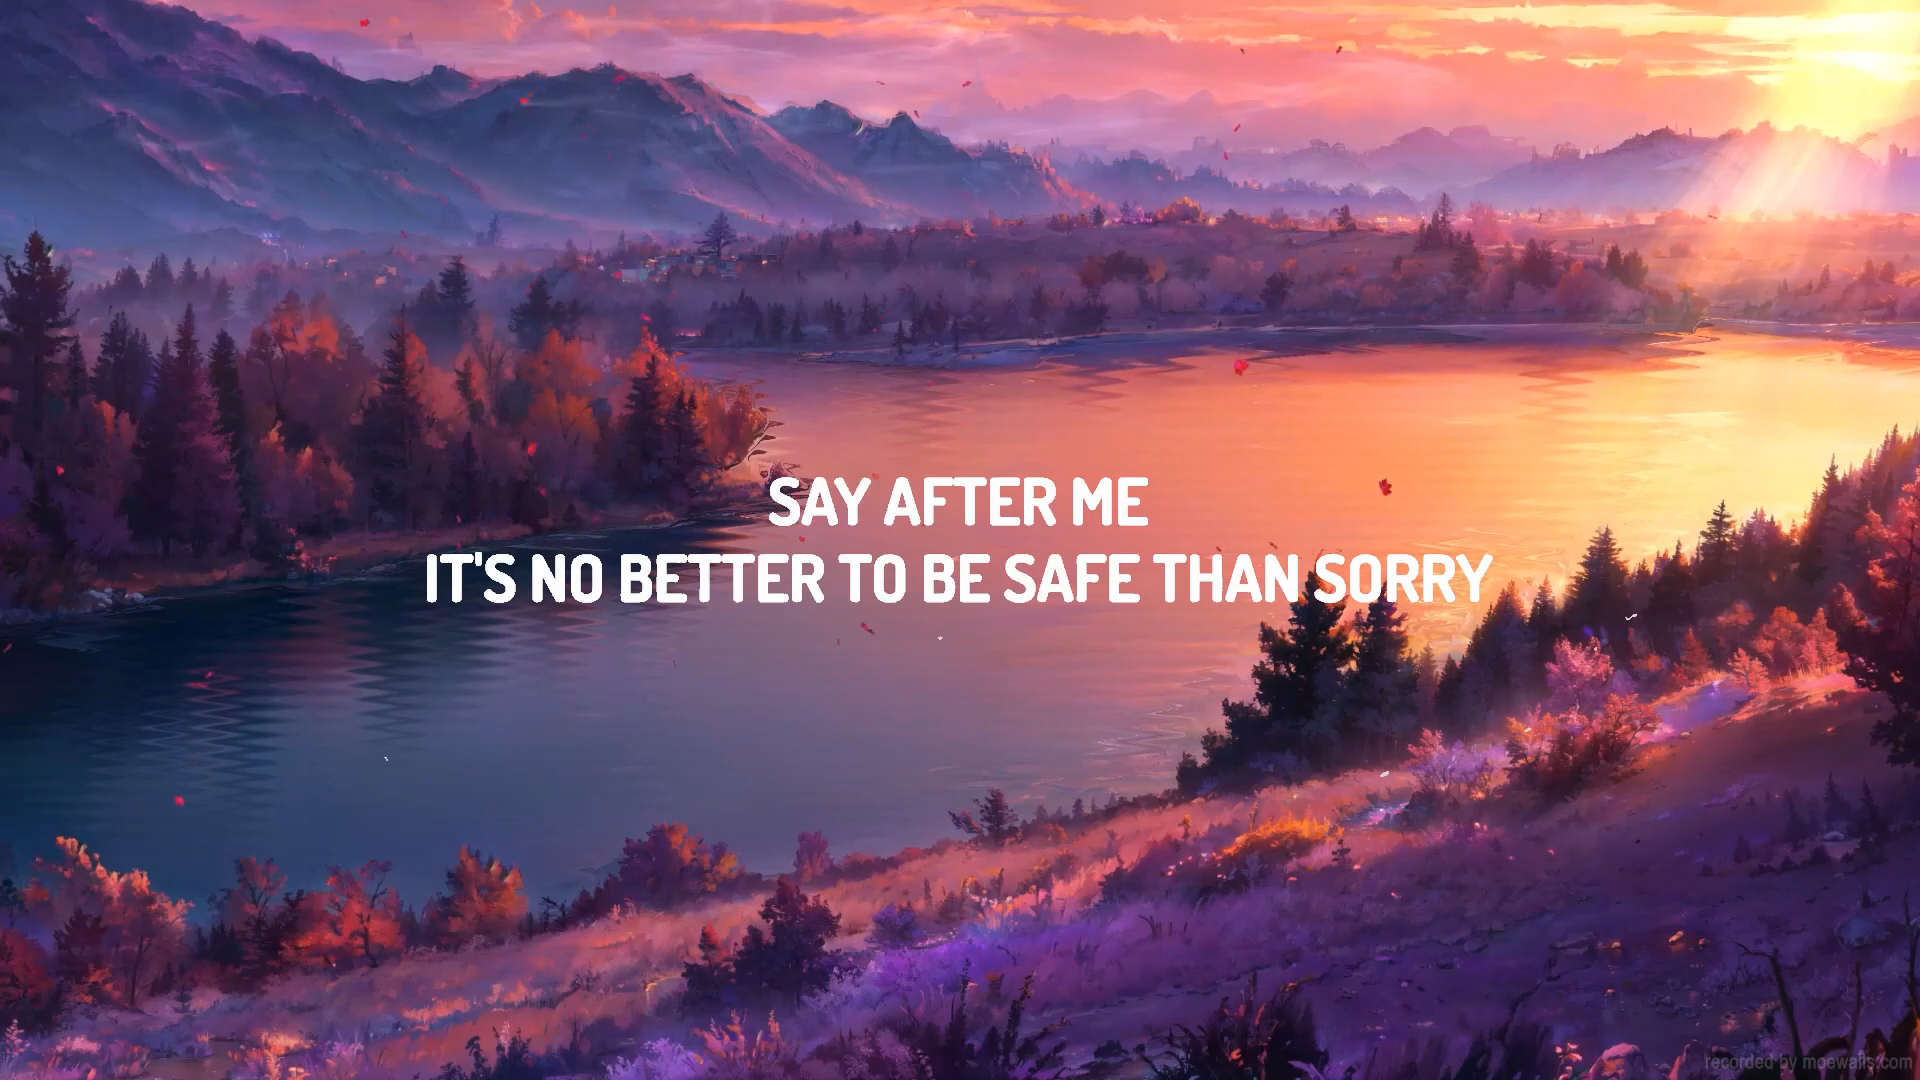 SAY AFTER ME
IT'S NO BETTER TO BE SAFE THAN SORRY
recorded by moewalls.com